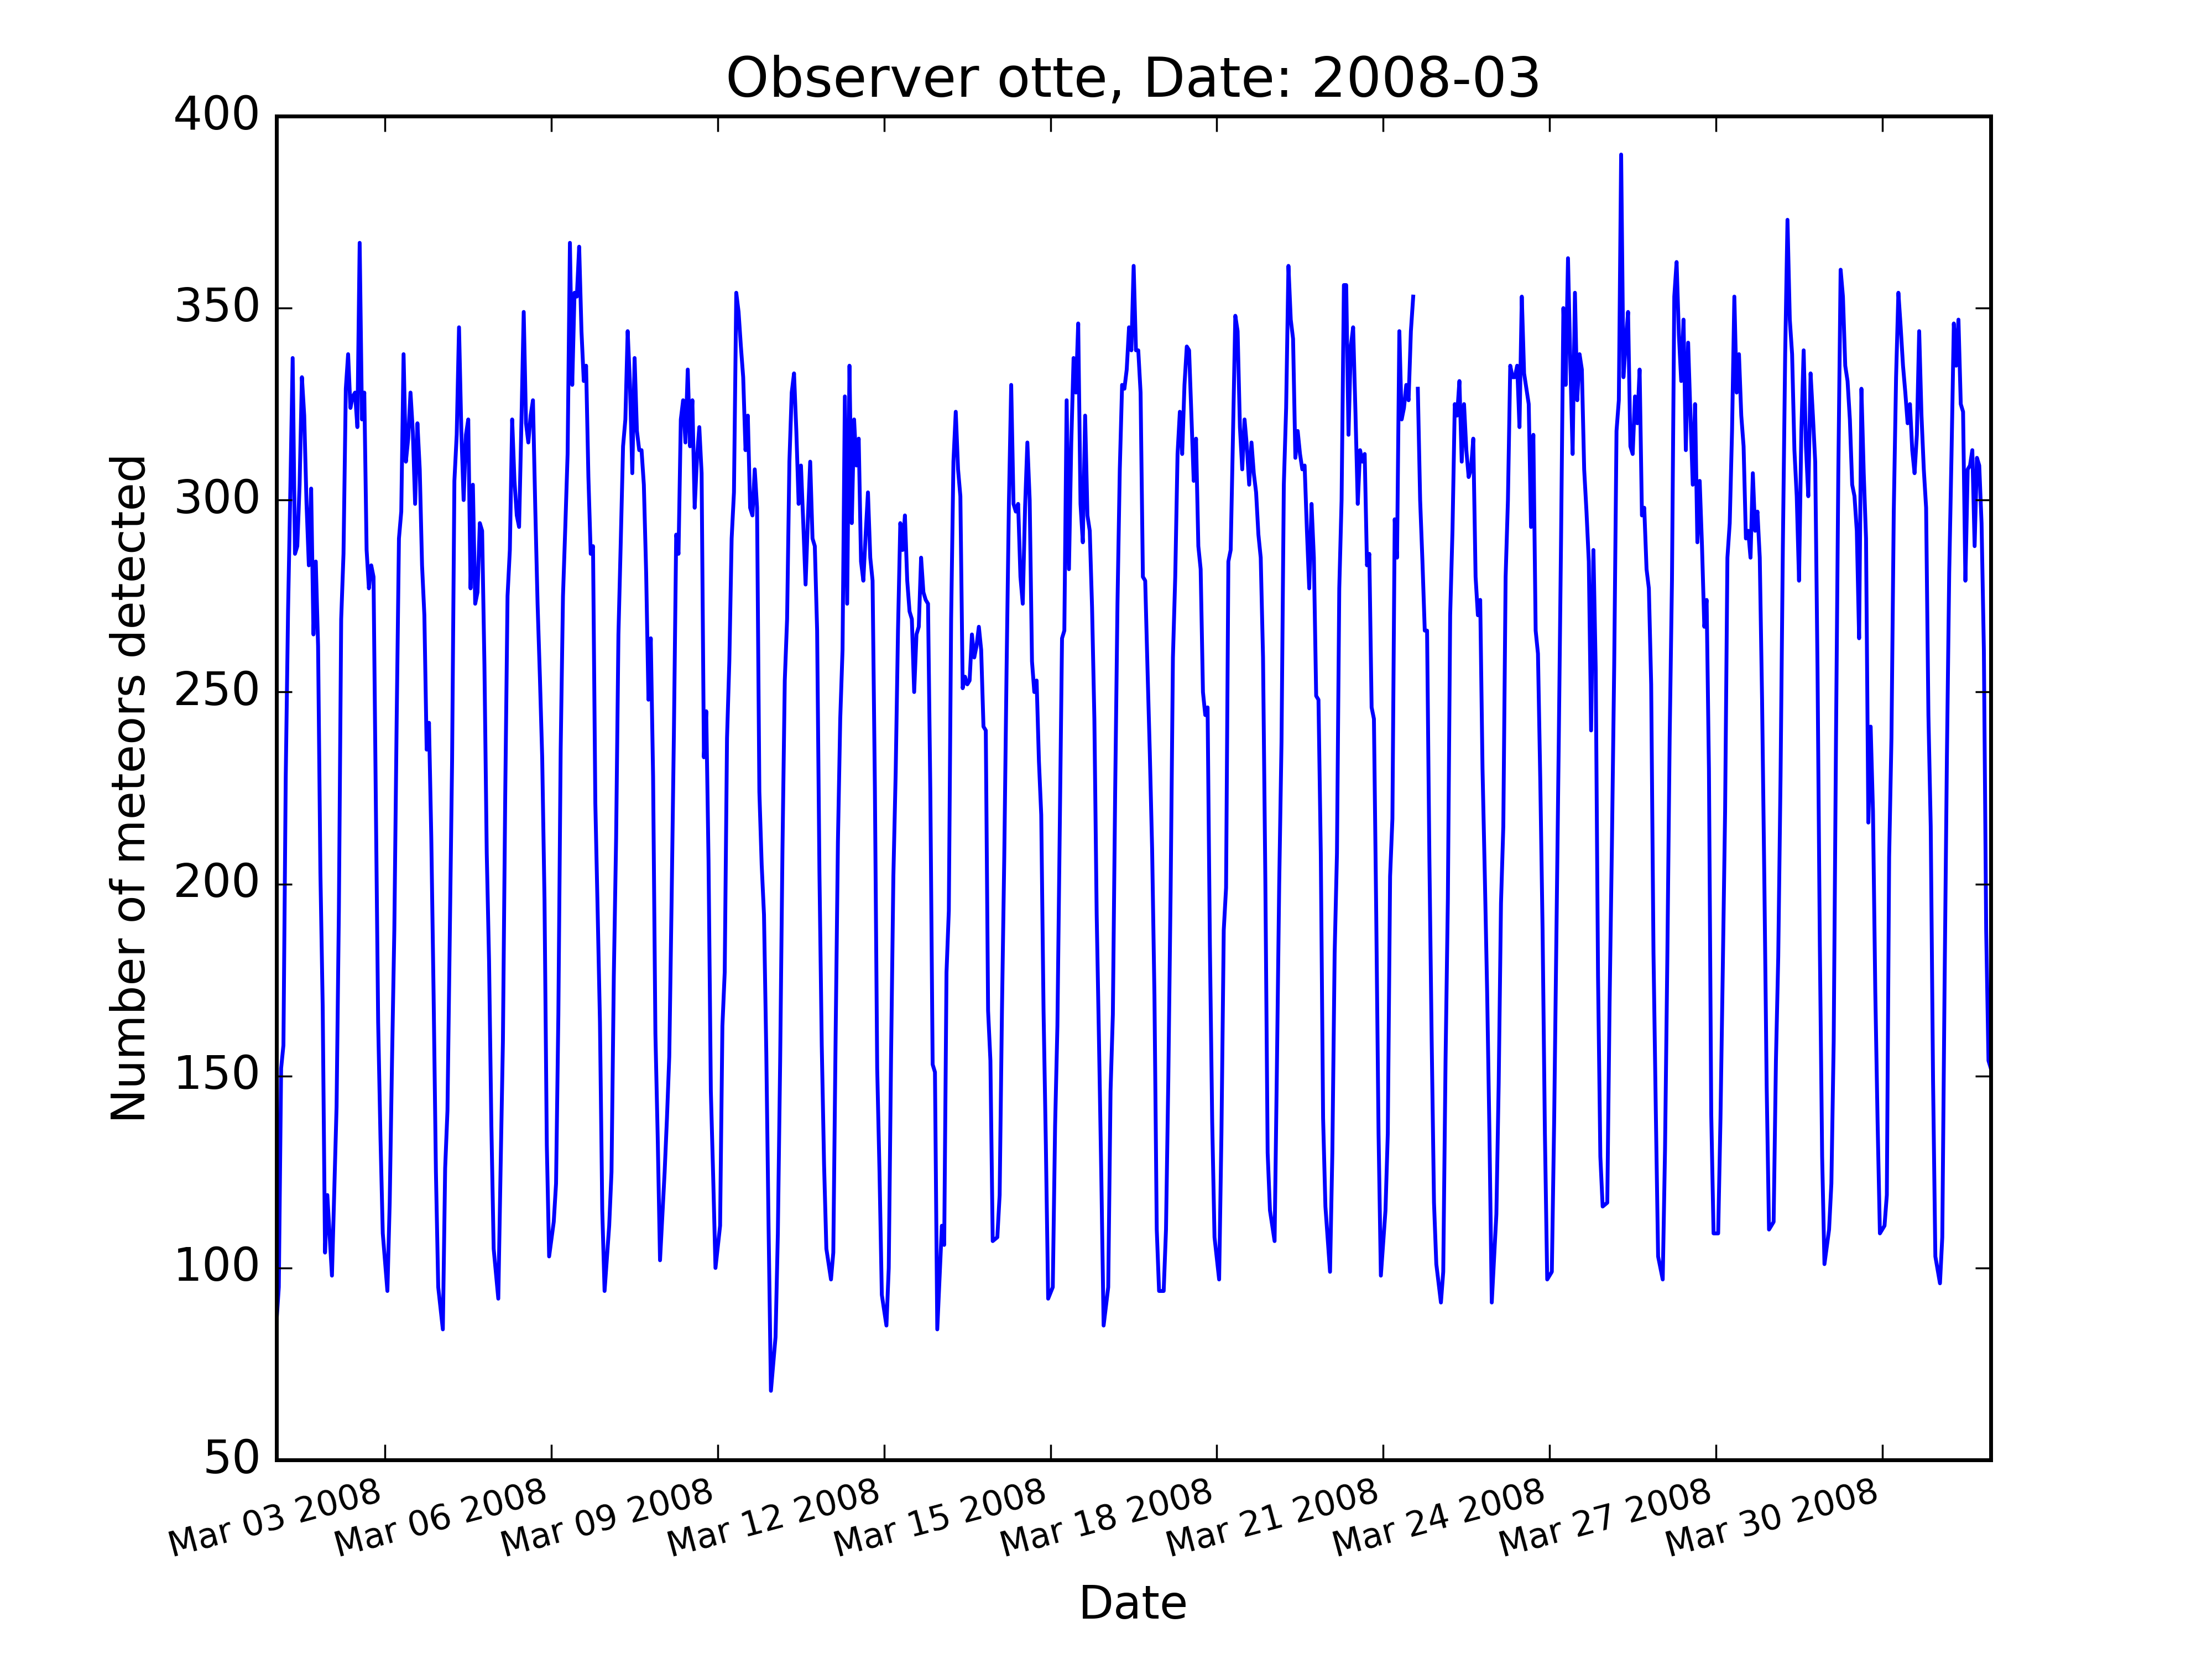 Observer otte, Date: 2008-03
400
350
300
250
200
150
100
50
Number of meteors detected
Mar 03 2008
Mar 06 2008
Mar 09 2008
Mar 12 2008
Mar 15 2008
Mar 18 2008
Mar 21 2008
Mar 24 2008
Mar 27 2008
Mar 30 2008
Date